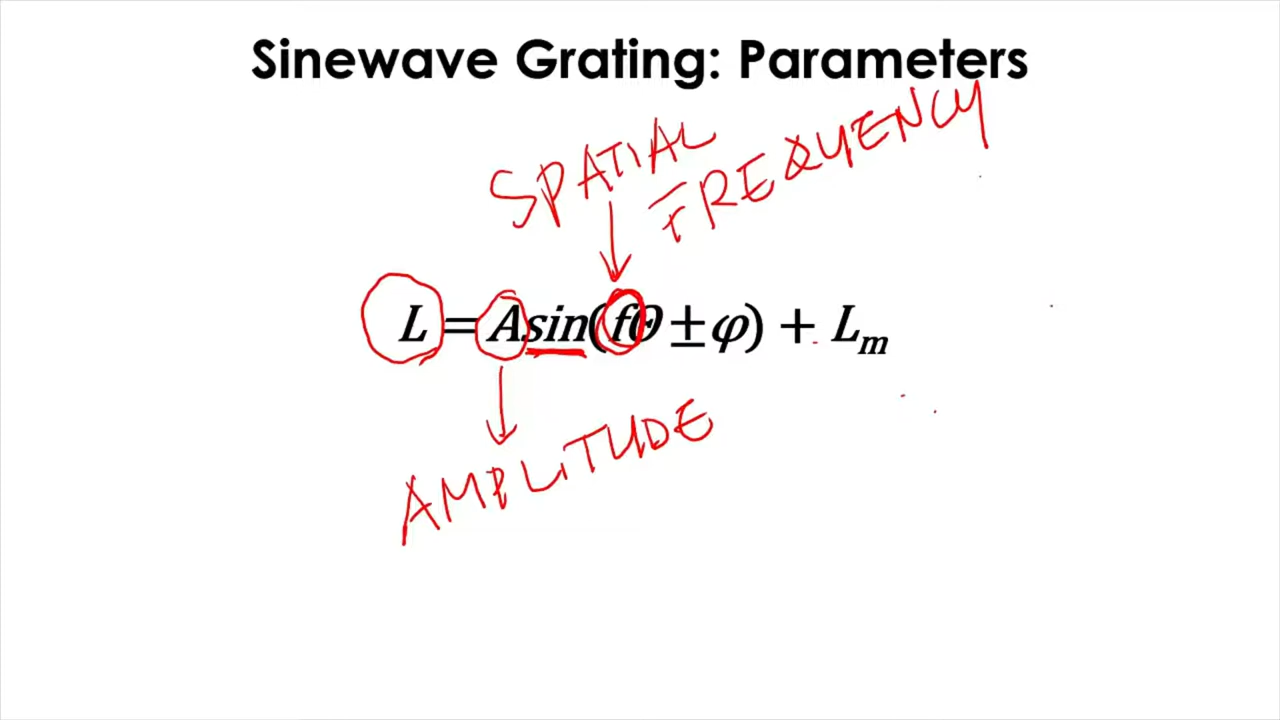 Sinewave Grating: Parameters
SPATIAL
FREQUENCY
L = Asin(fθ ± φ) + Lₘ
AMPLITUDE